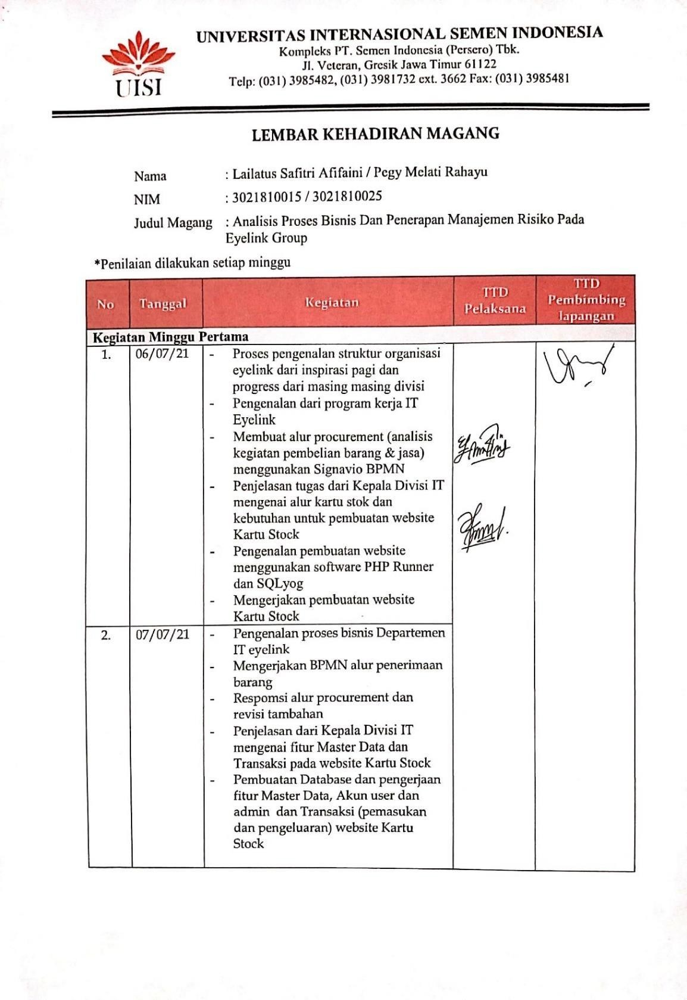 UNIVERSITAS INTERNASIONAL SEMEN INDONESIA
Kompleks PT. Semen Indonesia (Persero) Tbk.
Jl. Veteran, Gresik Jawa Timur 61122
Telp: (031) 3985482, (031) 3981732 ext. 3662 Fax: (031) 3985481
UISI
LEMBAR KEHADIRAN MAGANG
Nama : Lailatus Safitri Afifaini / Pegy Melati Rahayu
NIM : 3021810015 / 3021810025
Judul Magang : Analisis Proses Bisnis Dan Penerapan Manajemen Risiko Pada
Eyelink Group
*Penilaian dilakukan setiap minggu
No Tanggal Kegiatan TTD Pelaksana TTD Pembimbing lapangan
Kegiatan Minggu Pertama
1. 06/07/21 - Proses pengenalan struktur organisasi
eyelink dari inspirasi pagi dan
progress dari masing masing divisi
- Pengenalan dari program kerja IT
Eyelink
- Membuat alur procurement (analisis
kegiatan pembelian barang & jasa)
menggunakan Signavio BPMN
- Penjelasan tugas dari Kepala Divisi IT
mengenai alur kartu stok dan
kebutuhan untuk pembuatan website
Kartu Stock
- Pengenalan pembuatan website
menggunakan software PHP Runner
dan SQLyog
- Mengerjakan pembuatan website
Kartu Stock
2. 07/07/21 - Pengenalan proses bisnis Departemen
IT eyelink
- Mengerjakan BPMN alur penerimaan
barang
- Respomsi alur procurement dan
revisi tambahan
- Penjelasan dari Kepala Divisi IT
mengenai fitur Master Data dan
Transaksi pada website Kartu Stock
- Pembuatan Database dan pengerjaan
fitur Master Data, Akun user dan
admin dan Transaksi (pemasukan
dan pengeluaran) website Kartu
Stock